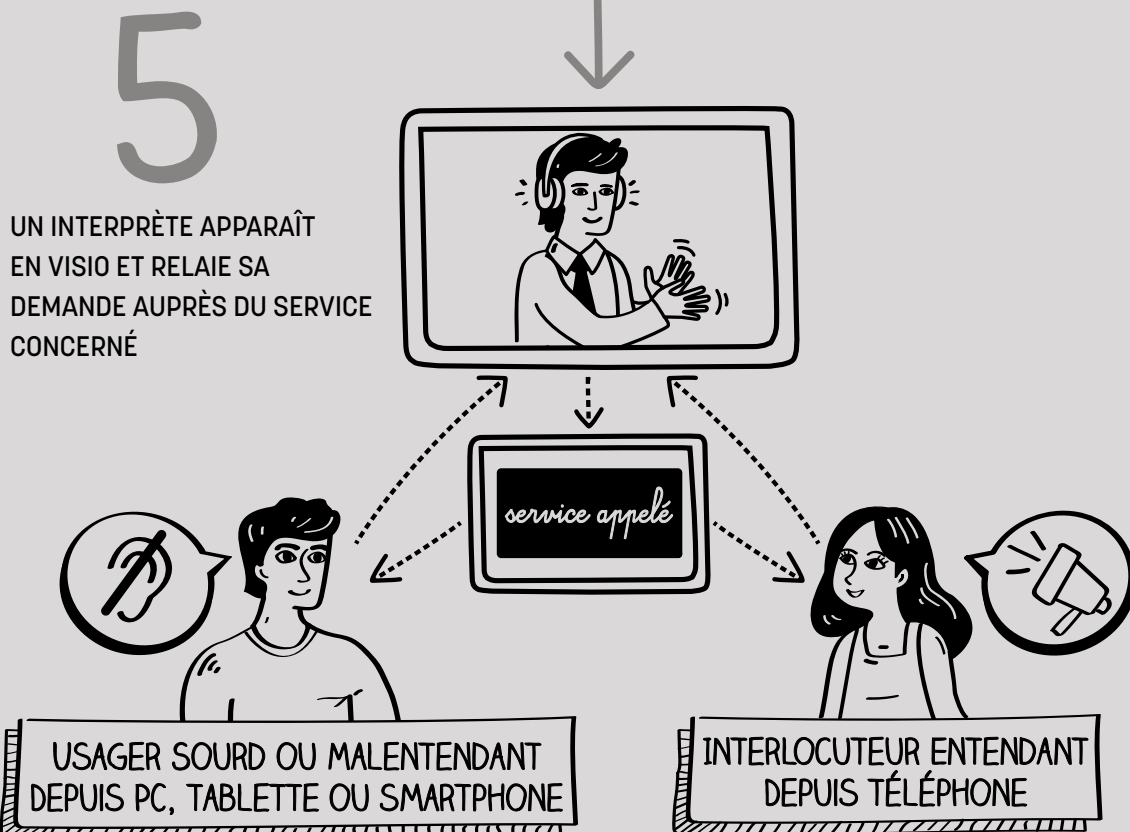 5
UN INTERPRÈTE APPARAÎT
EN VISIO ET RELAIE SA
DEMANDE AUPRÈS DU SERVICE
CONCERNÉ
service appelé
USAGER SOURD OU MALENTENDANT
DEPUIS PC, TABLETTE OU SMARTPHONE
INTERLOCUTEUR ENTENDANT
DEPUIS TÉLÉPHONE